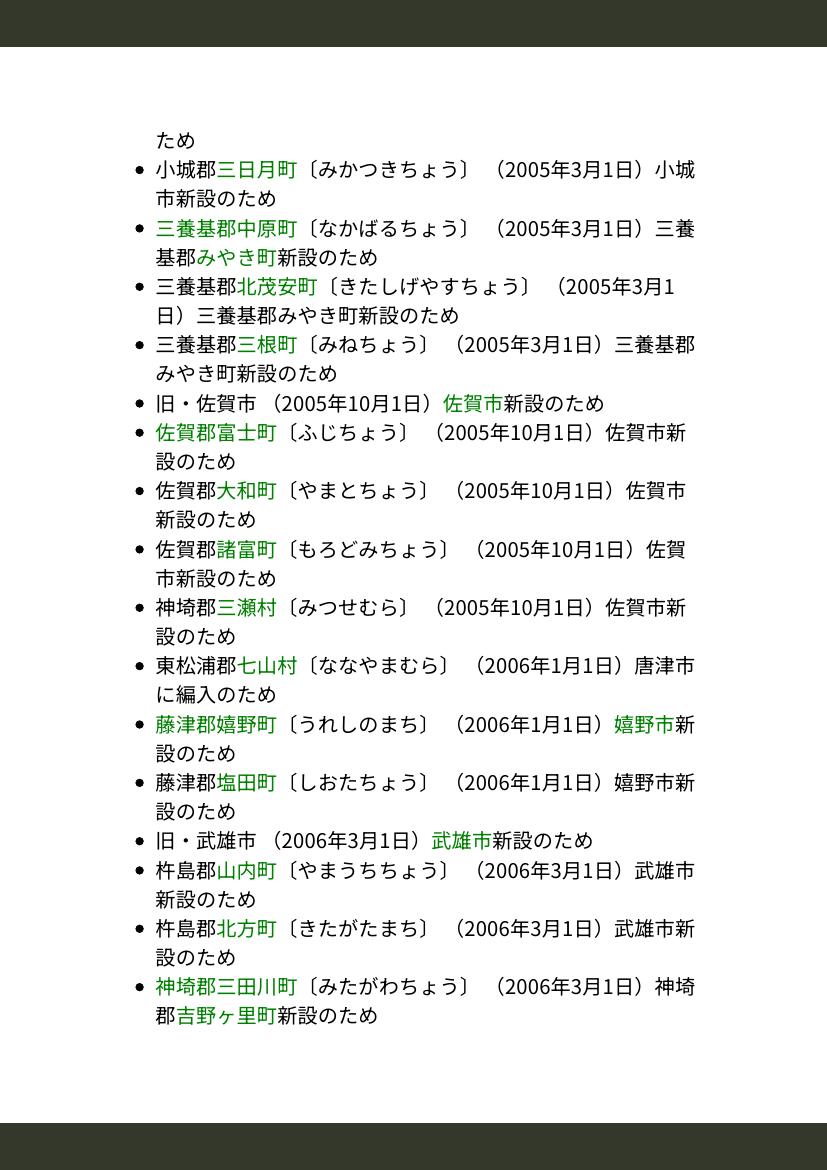 ため
• 小城郡三日月町〔みかつきちょう〕 （2005年3月1日）小城
市新設のため
• 三養基郡中原町〔なかばるちょう〕 （2005年3月1日）三養
基郡みやき町新設のため
• 三養基郡北茂安町〔きたしげやすちょう〕 （2005年3月1
日）三養基郡みやき町新設のため
• 三養基郡三根町〔みねちょう〕 （2005年3月1日）三養基郡
みやき町新設のため
• 旧・佐賀市 （2005年10月1日）佐賀市新設のため
• 佐賀郡富士町〔ふじちょう〕 （2005年10月1日）佐賀市新
設のため
• 佐賀郡大和町〔やまとちょう〕 （2005年10月1日）佐賀市
新設のため
• 佐賀郡諸富町〔もろどみちょう〕 （2005年10月1日）佐賀
市新設のため
• 神埼郡三瀬村〔みつせむら〕 （2005年10月1日）佐賀市新
設のため
• 東松浦郡七山村〔ななやまむら〕 （2006年1月1日）唐津市
に編入のため
• 藤津郡嬉野町〔うれしのまち〕 （2006年1月1日）嬉野市新
設のため
• 藤津郡塩田町〔しおたちょう〕 （2006年1月1日）嬉野市新
設のため
• 旧・武雄市 （2006年3月1日）武雄市新設のため
• 杵島郡山内町〔やまうちちょう〕 （2006年3月1日）武雄市
新設のため
• 杵島郡北方町〔きたがたまち〕 （2006年3月1日）武雄市新
設のため
• 神埼郡三田川町〔みたがわちょう〕 （2006年3月1日）神埼
郡吉野ヶ里町新設のため